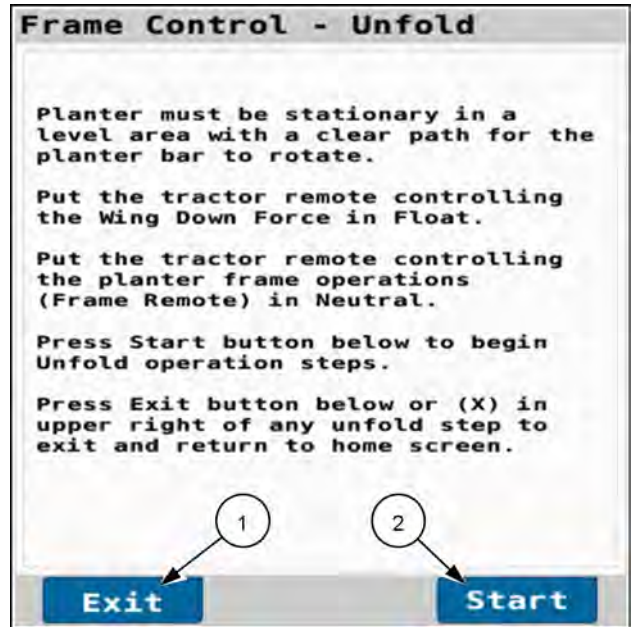 Frame Control - Unfold
Planter must be stationary in a
level area with a clear path for the
planter bar to rotate.
Put the tractor remote controlling
the Wing Down Force in Float.
Put the tractor remote controlling
the planter frame operations
(Frame Remote) in Neutral.
Press Start button below to begin
Unfold operation steps.
Press Exit button below or (X) in
upper right of any unfold step to
exit and return to home screen.
1
2
Exit
Start